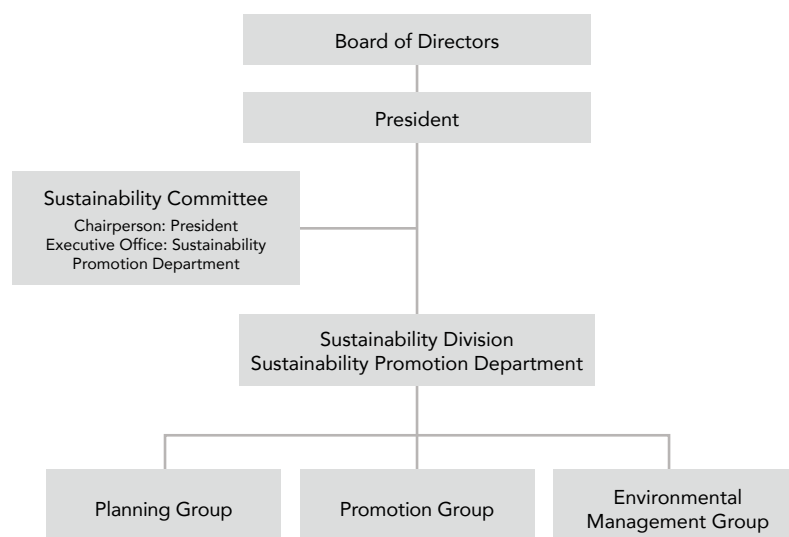 Board of Directors
President
Sustainability Committee
Chairperson: President
Executive Office: Sustainability
Promotion Department
Sustainability Division
Sustainability Promotion Department
Planning Group
Promotion Group
Environmental
Management Group